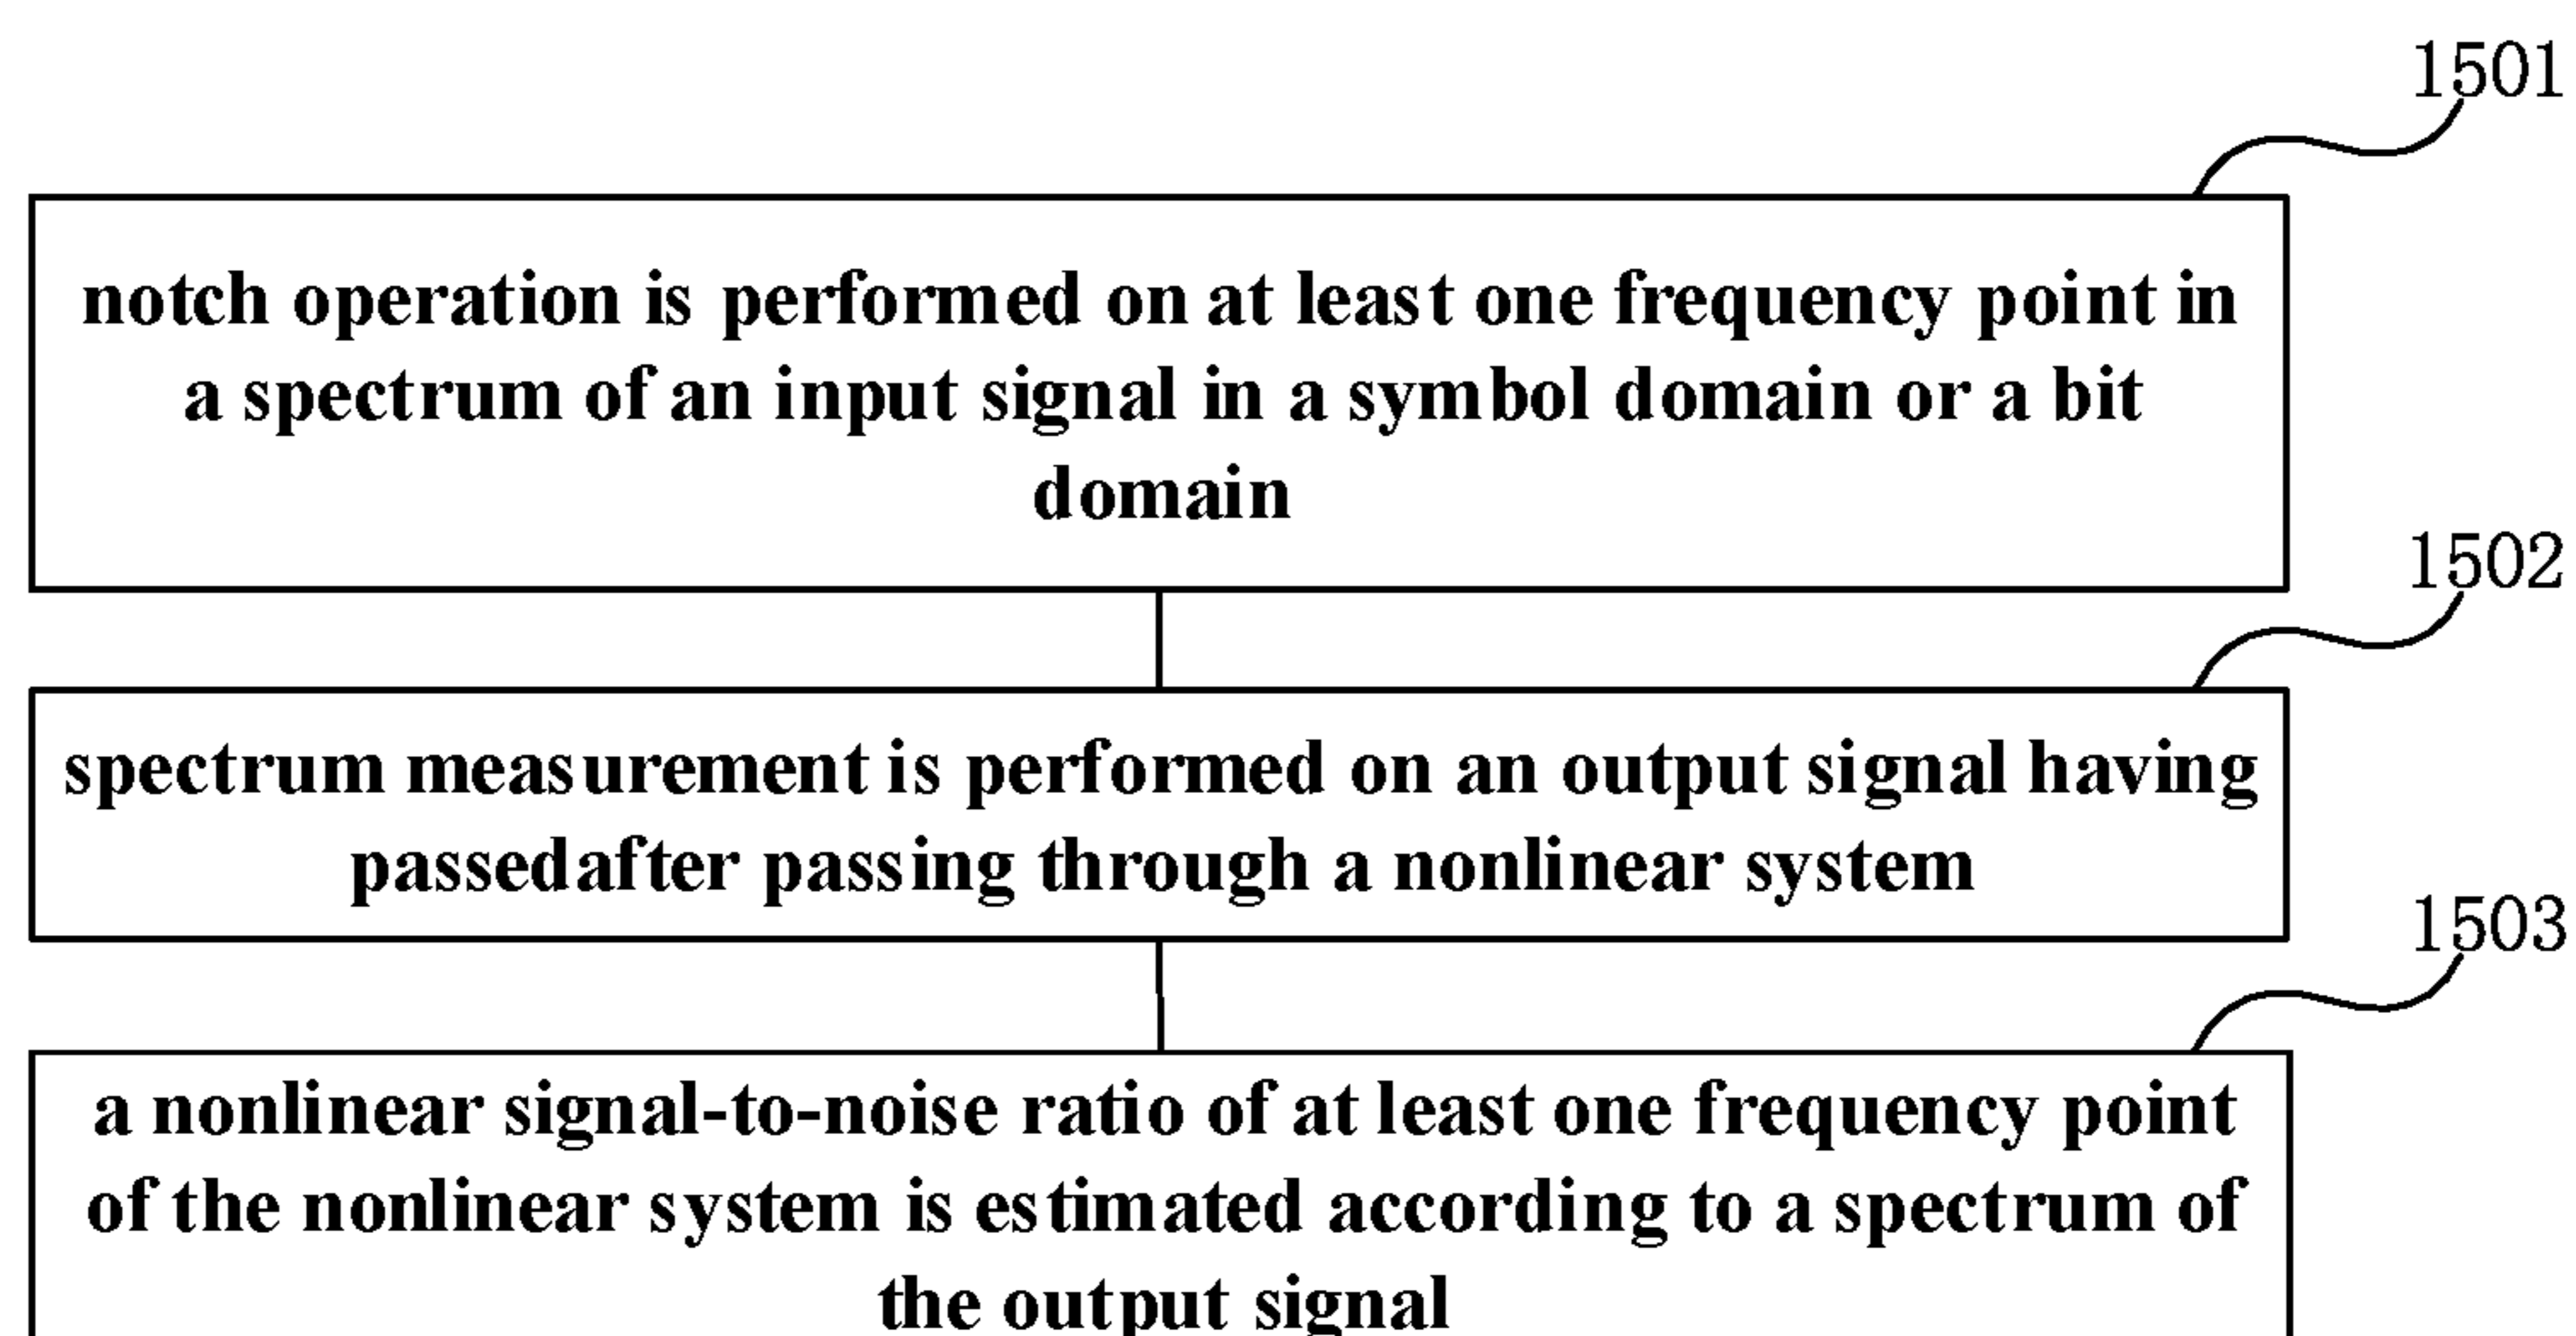 1501
notch operation is performed on at least one frequency point in
a spectrum of an input signal in a symbol domain or a bit
domain
1502
spectrum measurement is performed on an output signal having
passedafter passing through a nonlinear system
1503
a nonlinear signal-to-noise ratio of at least one frequency point
of the nonlinear system is estimated according to a spectrum of
the output signal